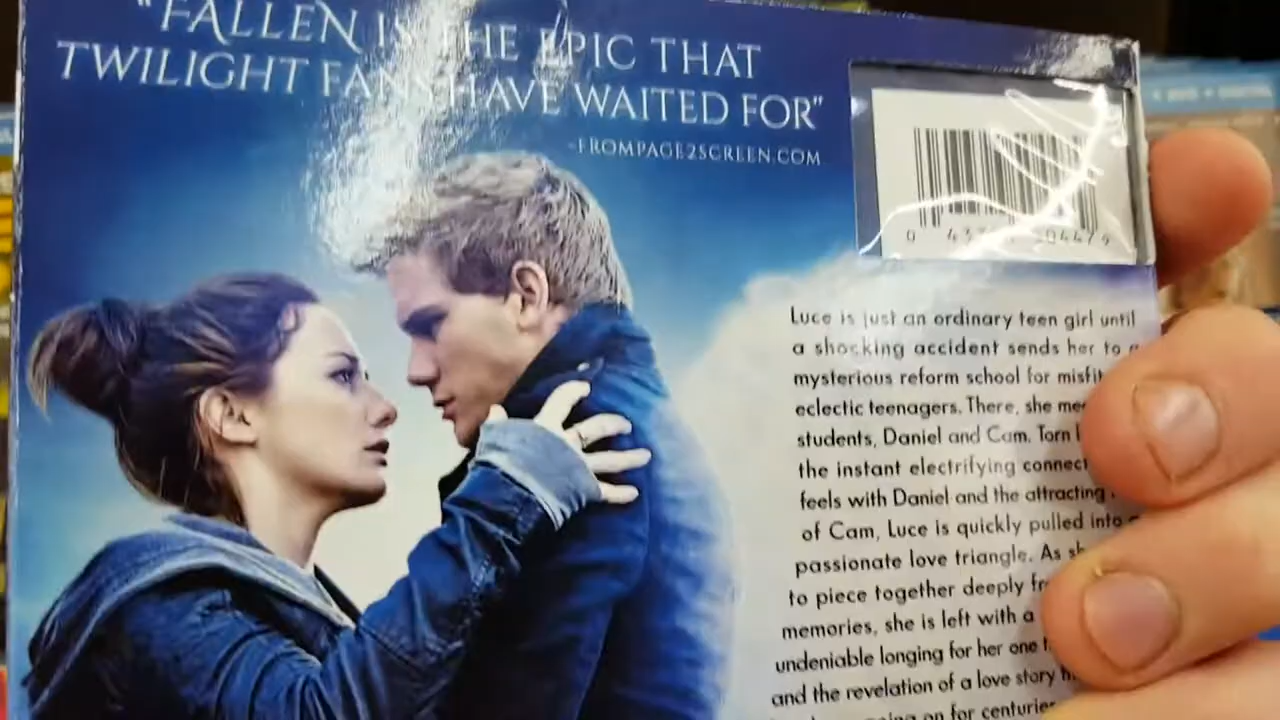 "FALLEN IS THE EPIC THAT
TWILIGHT FANS HAVE WAITED FOR"
-FROMPAGE2SCREEN.COM
Luce is just an ordinary teen girl until
a shocking accident sends her to
mysterious reform school for
eclectic teenagers. There, she
students, Daniel and Cam. Torn
the instant electrifying
feels with Daniel and the attracting
of Cam, Luce is quickly pulled into
passionate love triangle. As
to piece together deeply
memories, she is left with a
undeniable longing for her one
and the revelation of a love story
on for